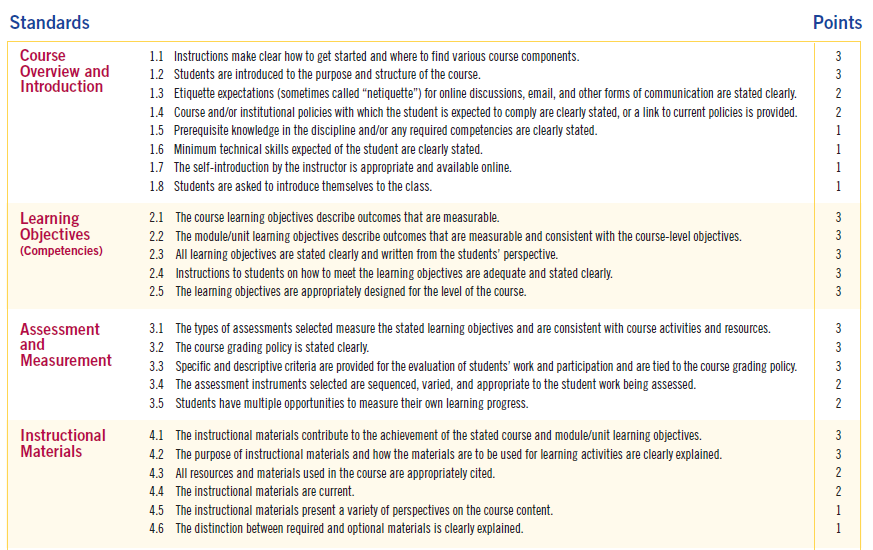 Standards Points
Course
Overview and
Introduction
1.1 Instructions make clear how to get started and where to find various course components. 3
1.2 Students are introduced to the purpose and structure of the course. 3
1.3 Etiquette expectations (sometimes called “netiquette”) for online discussions, email, and other forms of communication are stated clearly. 2
1.4 Course and/or institutional policies with which the student is expected to comply are clearly stated, or a link to current policies is provided. 2
1.5 Prerequisite knowledge in the discipline and/or any required competencies are clearly stated. 1
1.6 Minimum technical skills expected of the student are clearly stated. 1
1.7 The self-introduction by the instructor is appropriate and available online. 1
1.8 Students are asked to introduce themselves to the class. 1
Learning
Objectives
(Competencies)
2.1 The course learning objectives describe outcomes that are measurable. 3
2.2 The module/unit learning objectives describe outcomes that are measurable and consistent with the course-level objectives. 3
2.3 All learning objectives are stated clearly and written from the students’ perspective. 3
2.4 Instructions to students on how to meet the learning objectives are adequate and stated clearly. 3
2.5 The learning objectives are appropriately designed for the level of the course. 3
Assessment
and
Measurement
3.1 The types of assessments selected measure the stated learning objectives and are consistent with course activities and resources. 3
3.2 The course grading policy is stated clearly. 3
3.3 Specific and descriptive criteria are provided for the evaluation of students’ work and participation and are tied to the course grading policy. 3
3.4 The assessment instruments selected are sequenced, varied, and appropriate to the student work being assessed. 2
3.5 Students have multiple opportunities to measure their own learning progress. 2
Instructional
Materials
4.1 The instructional materials contribute to the achievement of the stated course and module/unit learning objectives. 3
4.2 The purpose of instructional materials and how the materials are to be used for learning activities are clearly explained. 3
4.3 All resources and materials used in the course are appropriately cited. 2
4.4 The instructional materials are current. 2
4.5 The instructional materials present a variety of perspectives on the course content. 1
4.6 The distinction between required and optional materials is clearly explained. 1